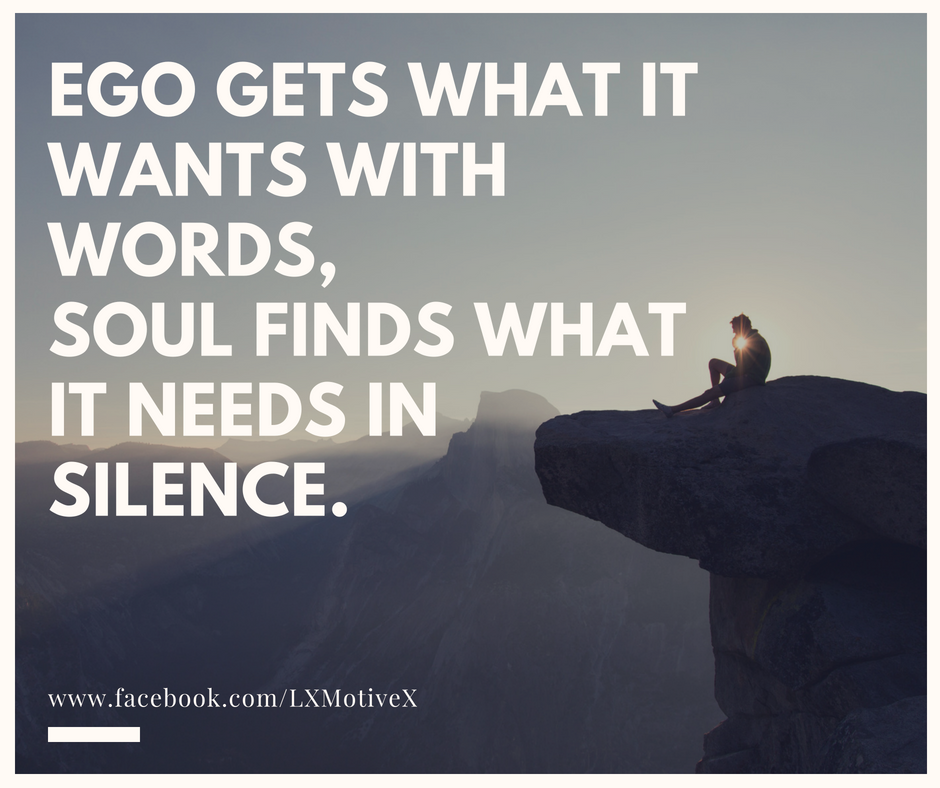 EGO GETS WHAT IT
WANTS WITH
WORDS,
SOUL FINDS WHAT
IT NEEDS IN
SILENCE.
www.facebook.com/LXMotiveX